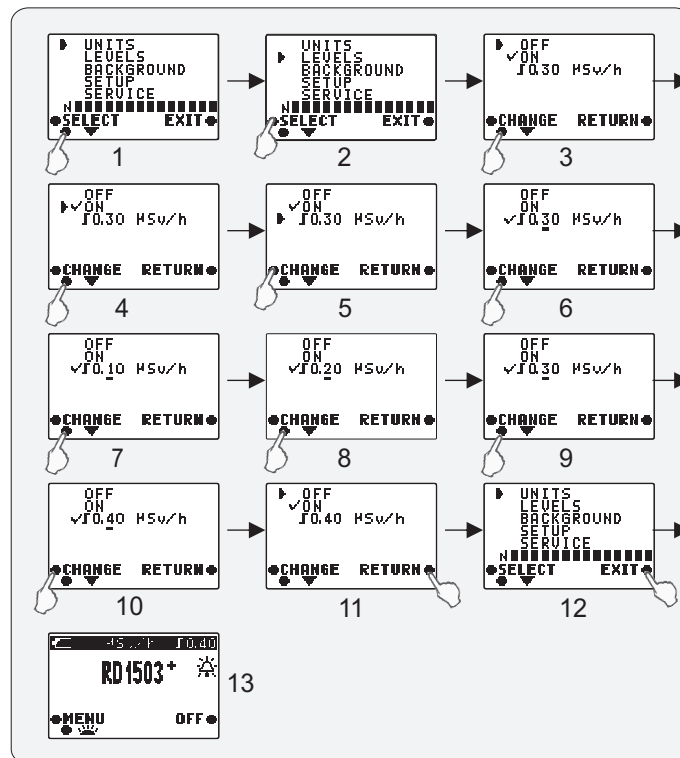 UNITS
LEVELS
BACKGROUND
SETUP
SERVICE
N
SELECT EXIT
1
UNITS
LEVELS
BACKGROUND
SETUP
SERVICE
N
SELECT EXIT
2
OFF
✓ON
0.30 µSv/h
CHANGE RETURN
3
OFF
✓ON
0.30 µSv/h
CHANGE RETURN
4
OFF
✓ON
0.30 µSv/h
CHANGE RETURN
5
OFF
ON
✓0.30 µSv/h
CHANGE RETURN
6
OFF
ON
✓0.10 µSv/h
CHANGE RETURN
7
OFF
ON
✓0.20 µSv/h
CHANGE RETURN
8
OFF
ON
✓0.30 µSv/h
CHANGE RETURN
9
OFF
ON
✓0.40 µSv/h
CHANGE RETURN
10
OFF
✓ON
0.40 µSv/h
CHANGE RETURN
11
UNITS
LEVELS
BACKGROUND
SETUP
SERVICE
N
SELECT EXIT
12
µSv/h 0.40
RD1503+
MENU OFF
13